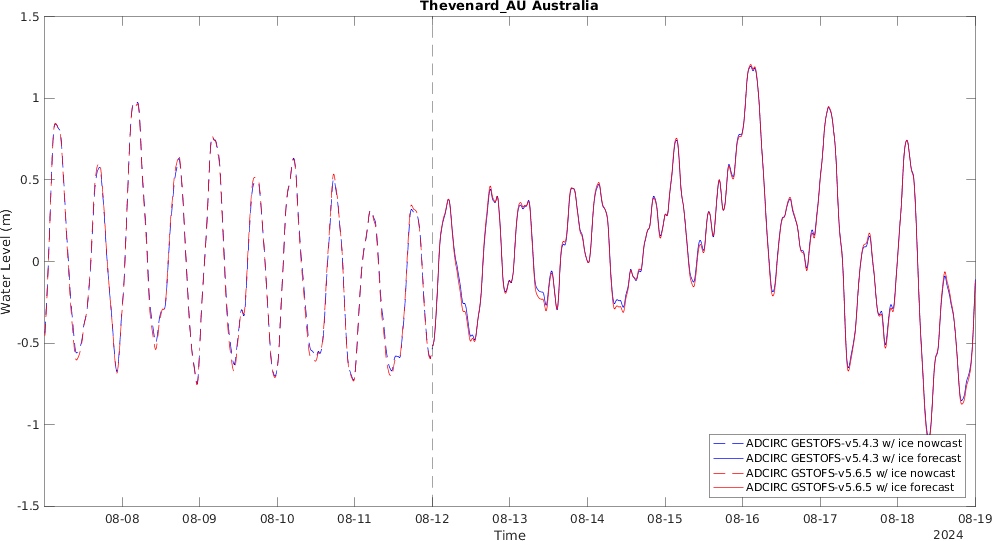 Thevenard_AU Australia
1.5
1
0.5
0
-0.5
-1
-1.5
Water Level (m)
ADCIRC GESTOFS-v5.4.3 w/ ice nowcast
ADCIRC GESTOFS-v5.4.3 w/ ice forecast
ADCIRC GSTOFS-v5.6.5 w/ ice nowcast
ADCIRC GSTOFS-v5.6.5 w/ ice forecast
08-08 08-09 08-10 08-11 08-12 08-13 08-14 08-15 08-16 08-17 08-18 08-19
Time
2024